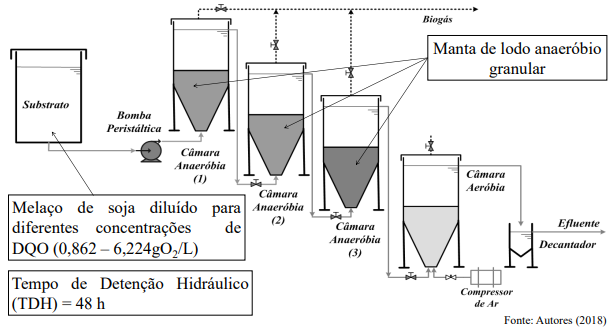 Biogás
Manta de lodo anaeróbio
granular
Substrato
Bomba
Peristáltica
Câmara
Anaeróbia
(1)
Câmara
Anaeróbia
(2)
Câmara
Anaeróbia
(3)
Câmara
Aeróbia
Efluente
Decantador
Melaço de soja diluído para
diferentes concentrações de
DQO (0,862 – 6,224gO₂/L)
Tempo de Detenção Hidráulico
(TDH) = 48 h
Compressor
de Ar
Fonte: Autores (2018)